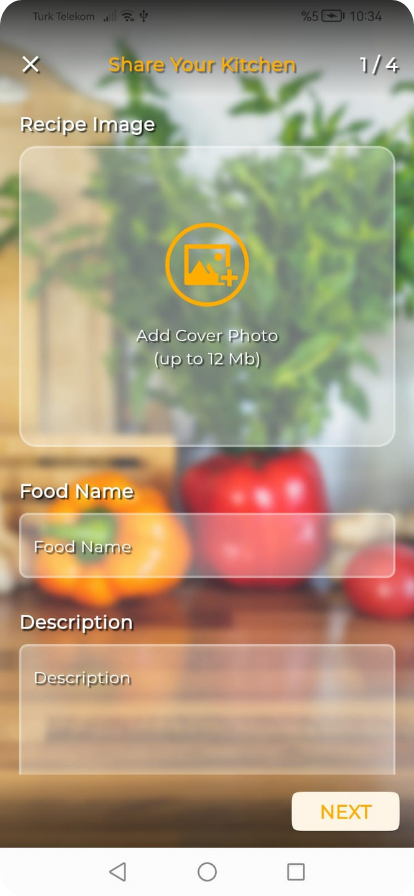 Turk Telekom %5 10:34
Share Your Kitchen 1 / 4
Recipe Image
Add Cover Photo
(up to 12 Mb)
Food Name
Food Name
Description
Description
NEXT